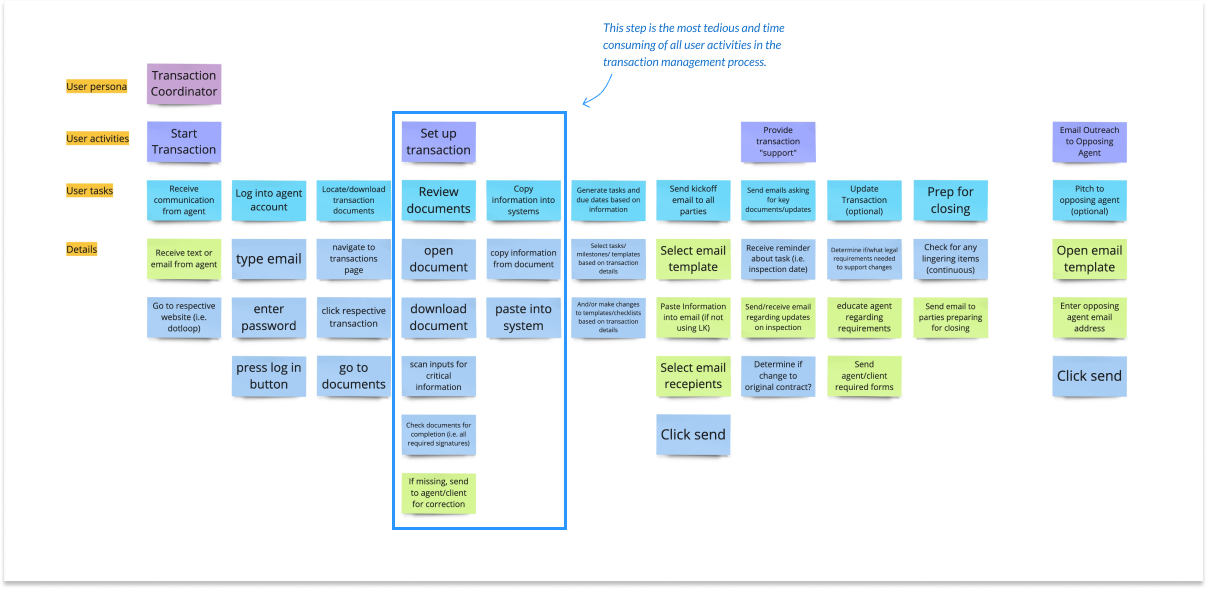 This step is the most tedious and time
consuming of all user activities in the
transaction management process.
User persona
Transaction
Coordinator
User activities
Start
Transaction
Set up
transaction
Provide
transaction
"support"
Email Outreach
to Opposing
Agent
User tasks
Receive
communication
from agent
Log into agent
account
Locate/download
transaction
documents
Review
documents
Copy
information into
systems
Generate tasks and
due dates based on
information
Send kickoff
email to all
parties
Send emails asking
for key
documents/updates
Update
Transaction
(optional)
Prep for
closing
Pitch to
opposing agent
(optional)
Details
Receive text or
email from agent
type email
navigate to
transactions
page
open
document
copy information
from document
Select tasks/
milestones/ templates
based on transaction
details
Select email
template
Receive reminder
about task (i.e.
inspection date)
Determine if/what legal
requirements needed
to support changes
Check for any
lingering items
(continuous)
Open email
template
Go to respective
website (i.e.
dotloop)
enter
password
click respective
transaction
download
document
paste into
system
And/or make changes
to templates/checklists
based on transaction
details
Paste Information
into email (if not
using LK)
Send/receive email
regarding updates
on inspection
educate agent
regarding
requirements
Send email to
parties preparing
for closing
Enter opposing
agent email
address
press log in
button
go to
documents
scan inputs for
critical
information
Select email
recepients
Determine if
change to
original contract?
Send
agent/client
required forms
Click send
Check documents for
completion (i.e. all
required signatures)
Click send
If missing, send
to agent/client
for correction